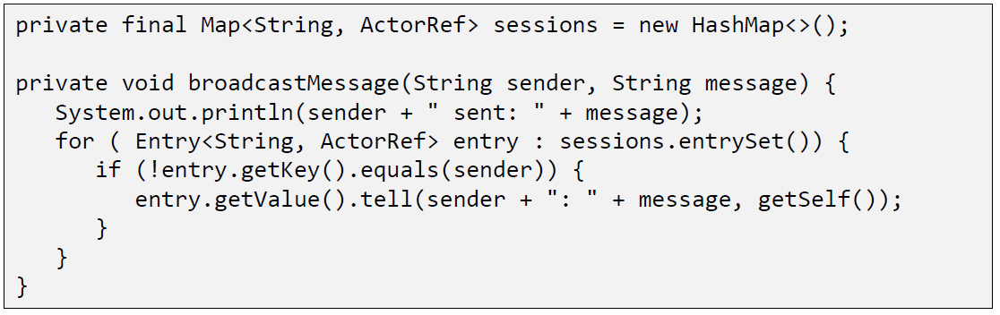 private final Map<String, ActorRef> sessions = new HashMap<>();

private void broadcastMessage(String sender, String message) {
   System.out.println(sender + " sent: " + message);
   for ( Entry<String, ActorRef> entry : sessions.entrySet()) {
      if (!entry.getKey().equals(sender)) {
         entry.getValue().tell(sender + ": " + message, getSelf());
      }
   }
}